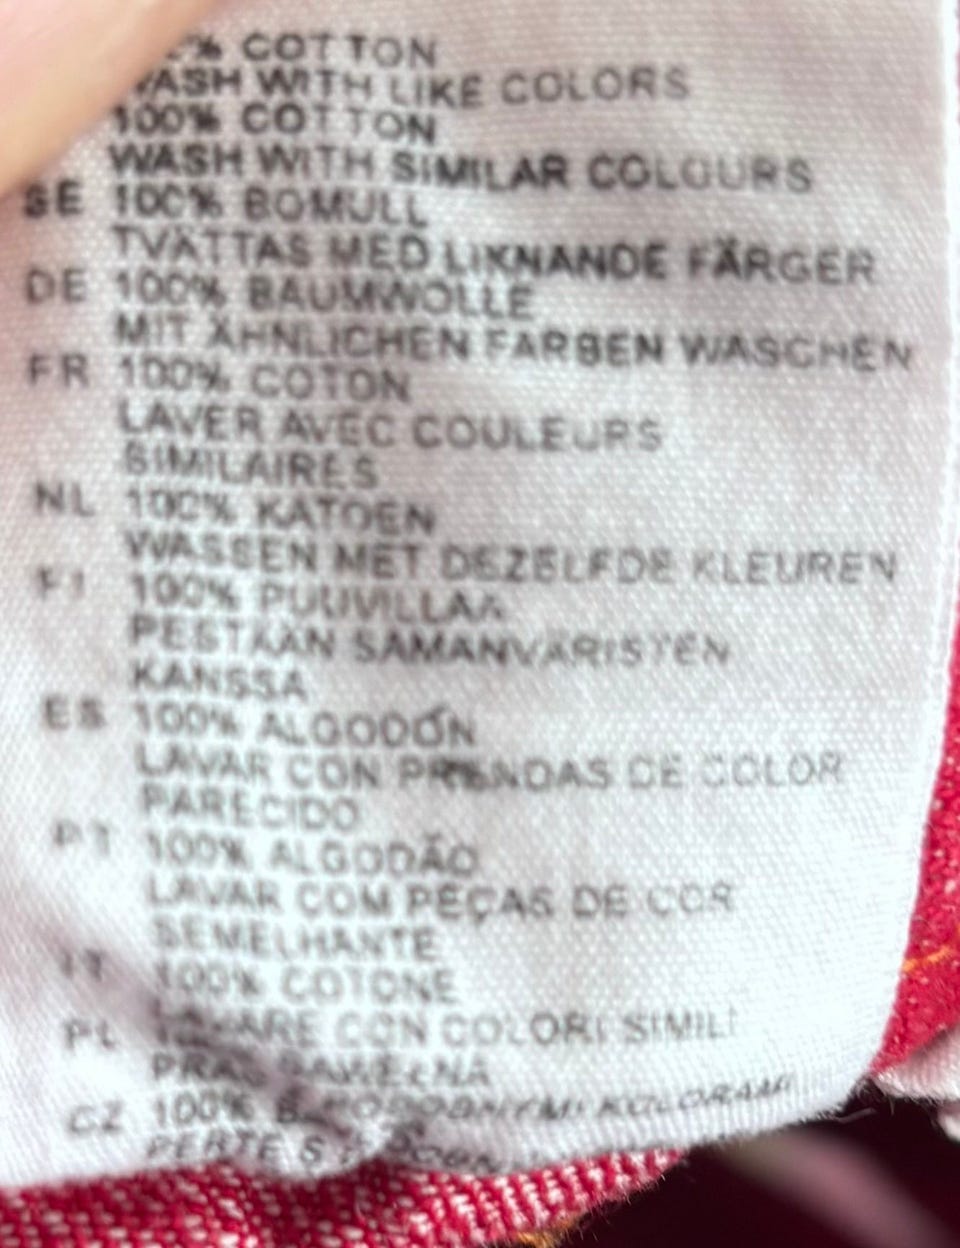 % COTTON
WASH WITH LIKE COLORS
100% COTTON
WASH WITH SIMILAR COLOURS
SE 100% BOMULL
TVÄTTAS MED LIKNANDE FÄRGER
DE 100% BAUMWOLLE
MIT ÄHNLICHEN FARBEN WASCHEN
FR 100% COTON
LAVER AVEC COULEURS
SIMILAIRES
NL 100% KATOEN
WASSEN MET DEZELFDE KLEUREN
FI 100% PUUVILLAA
PESTÄÄN SAMANVÄRISTEN
KANSSA
ES 100% ALGODÓN
LAVAR CON PRENDAS DE COLOR
PARECIDO
PT 100% ALGODÃO
LAVAR COM PEÇAS DE COR
SEMELHANTE
IT 100% COTONE
LAVARE CON COLORI SIMILI
PL
PRAĆ KOLORAMI
CZ 100%
PERTE S